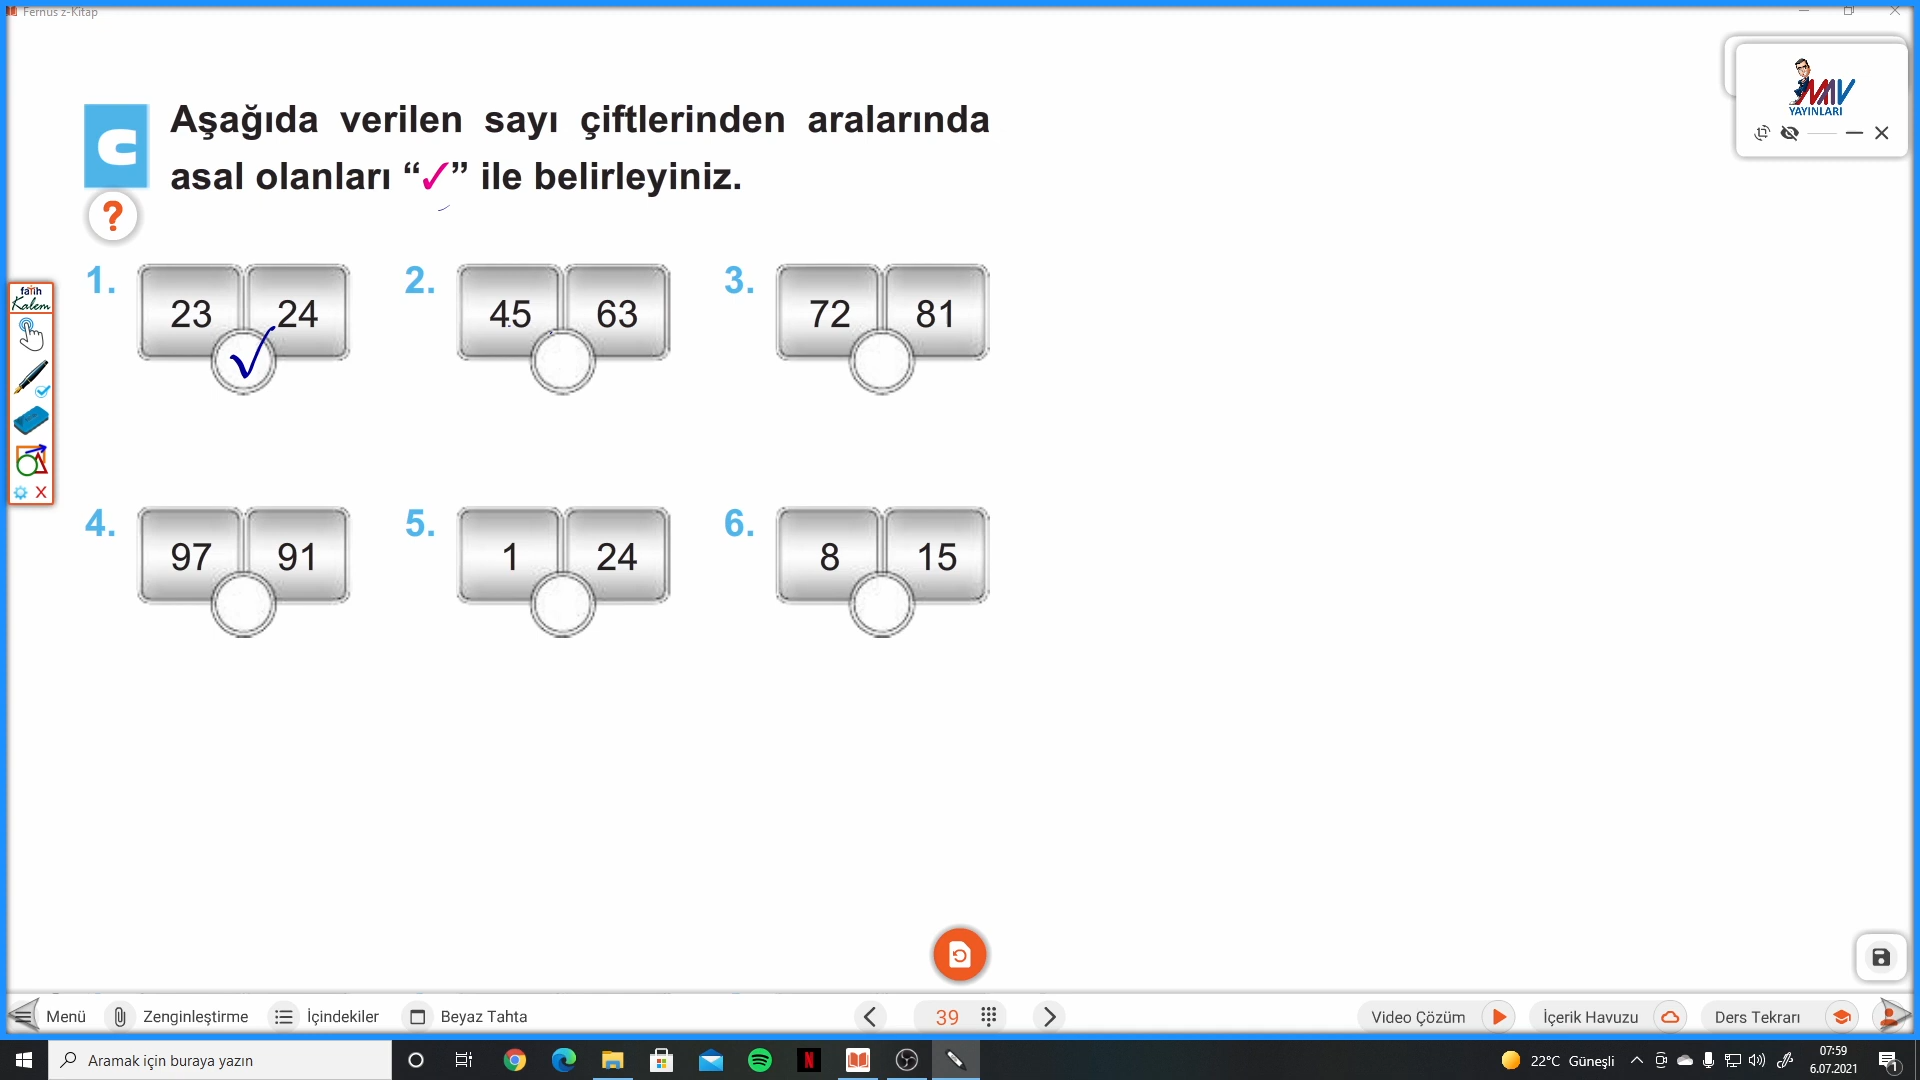 Fernus z-Kitap
MAV
YAYINLARI
C
Aşağıda verilen sayı çiftlerinden aralarında
asal olanları “✓” ile belirleyiniz.
?
1. 23 24 ✓
2. 45 63
3. 72 81
fatih
Kalem
4. 97 91
5. 1 24
6. 8 15
Menü Zenginleştirme İçindekiler Beyaz Tahta 39 Video Çözüm İçerik Havuzu Ders Tekrarı
Aramak için buraya yazın N 22°C Güneşli 07:59 1
6.07.2021